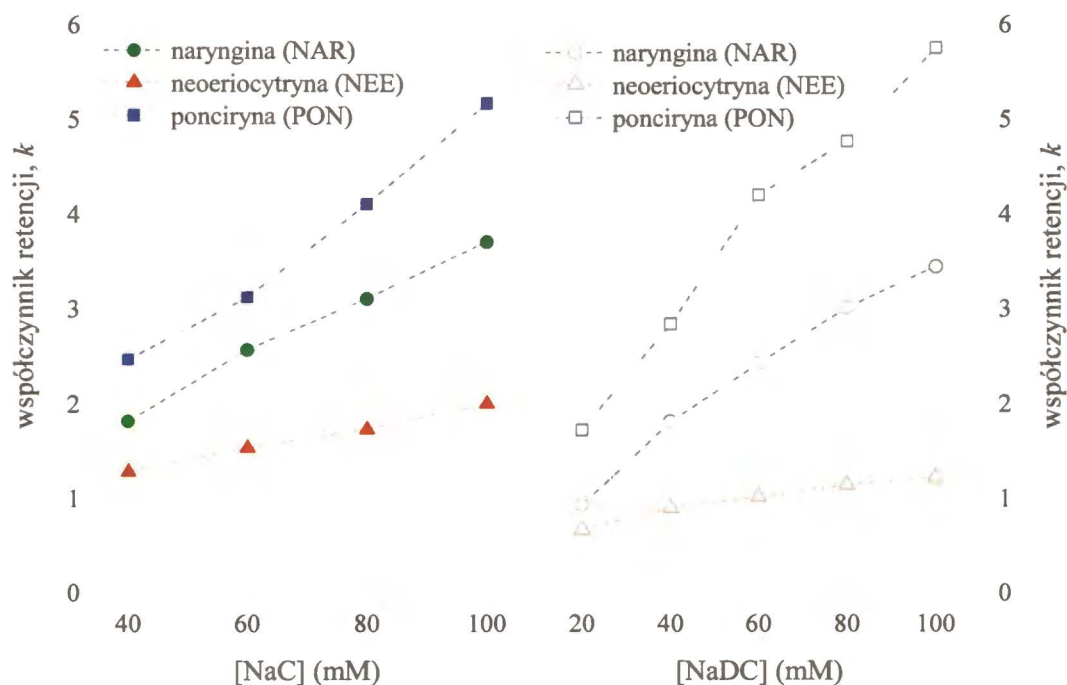 6
5
4
3
2
1
0
współczynnik retencji, k
naryngina (NAR)
neoeriocytryna (NEE)
ponciryna (PON)
40 60 80 100
[NaC] (mM)
naryngina (NAR)
neoeriocytryna (NEE)
ponciryna (PON)
20 40 60 80 100
[NaDC] (mM)
6
5
4
3
2
1
0
współczynnik retencji, k